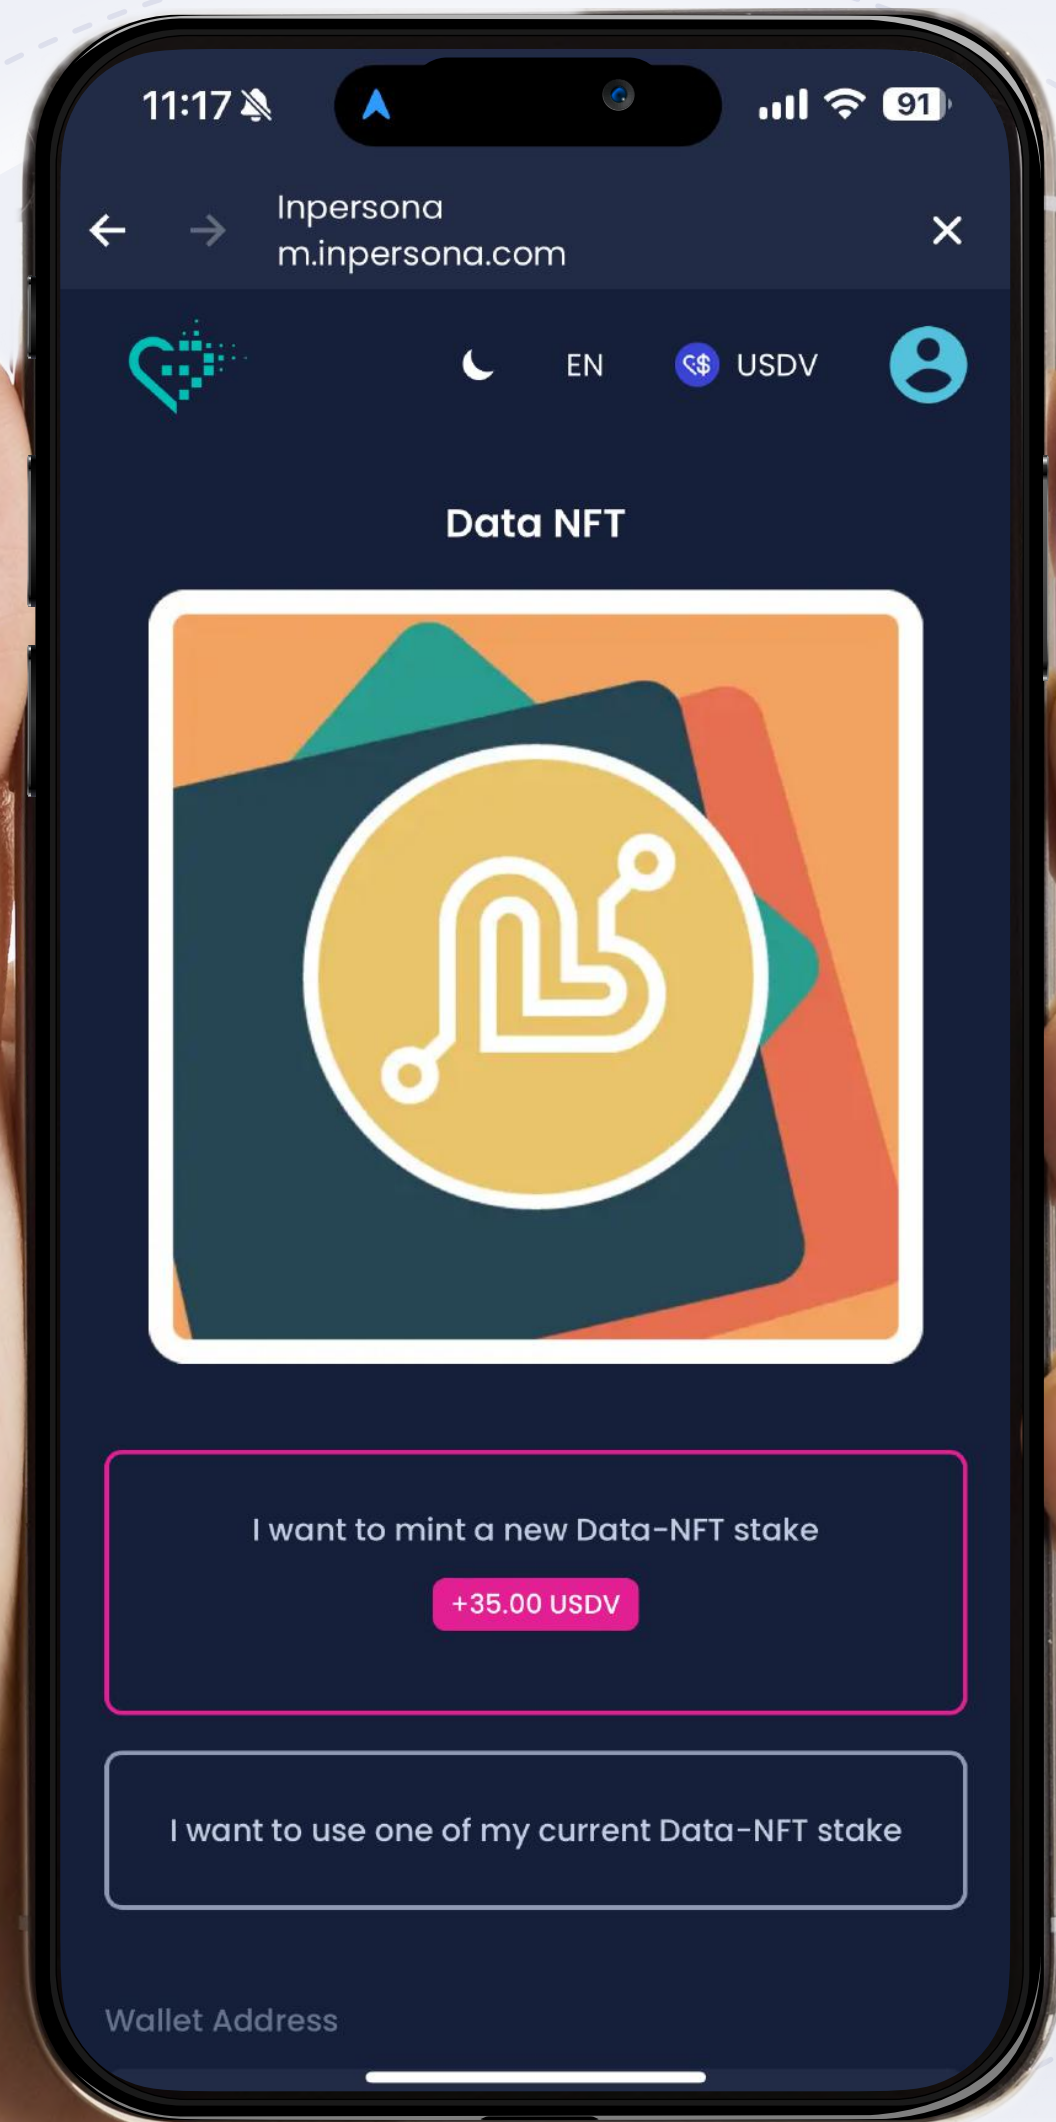 11:17
91
Inpersona
m.inpersona.com
EN
USDV
Data NFT
I want to mint a new Data-NFT stake
+35.00 USDV
I want to use one of my current Data-NFT stake
Wallet Address